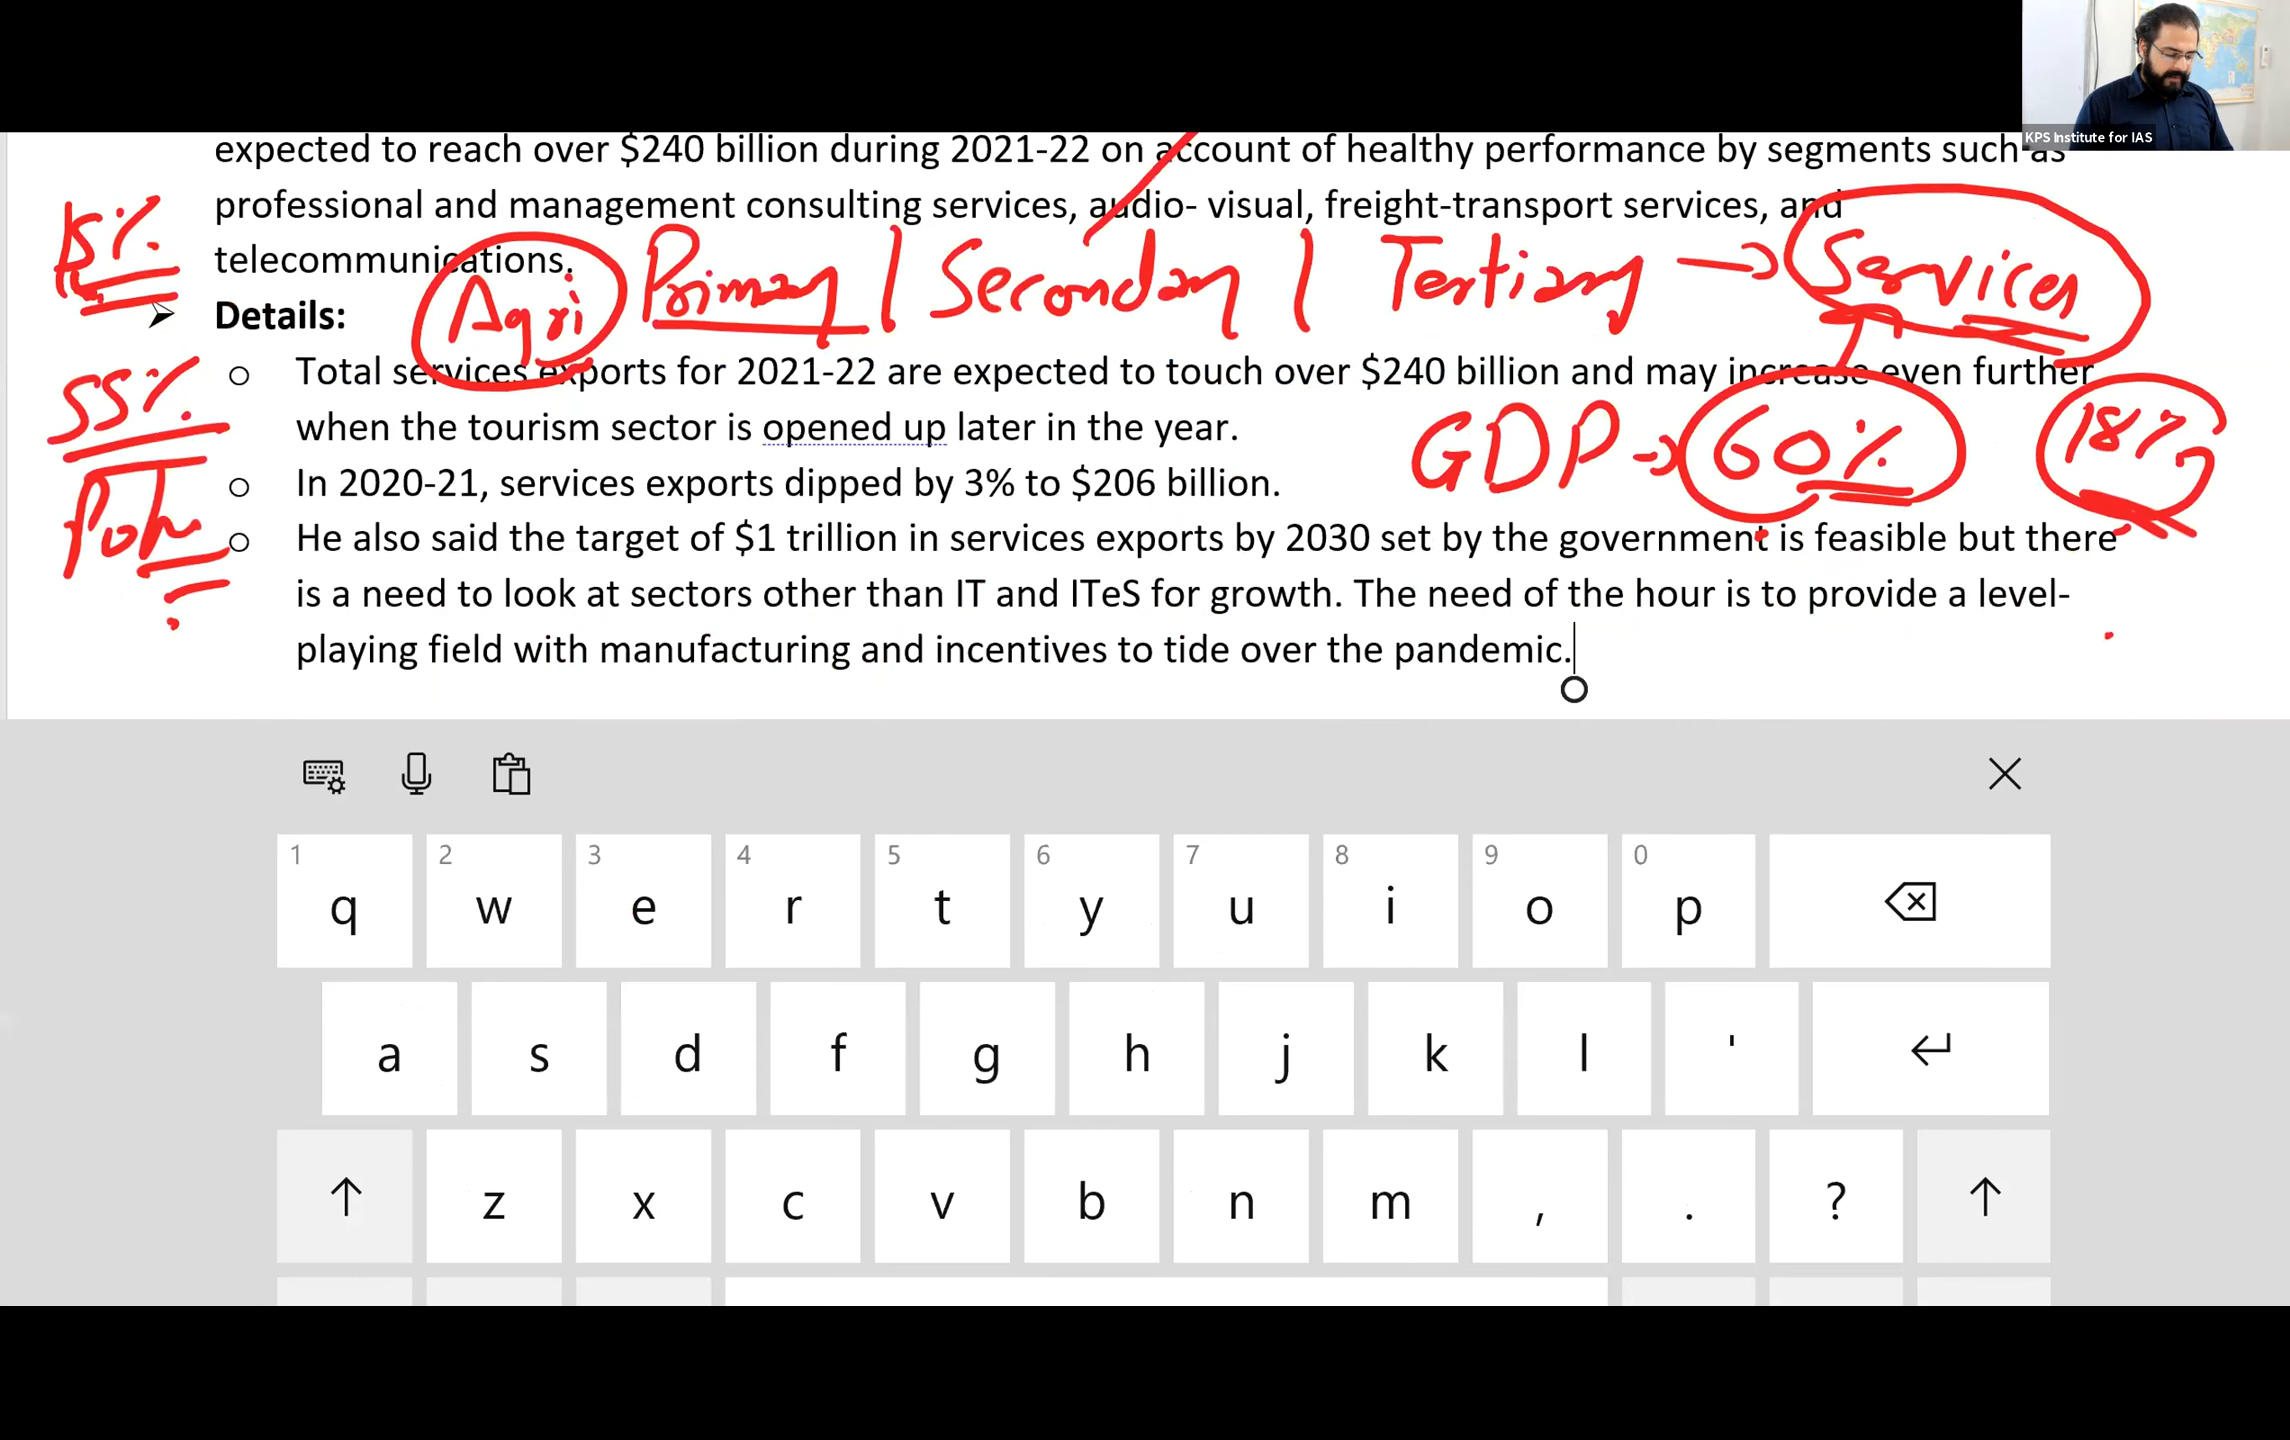 KPS Institute for IAS
expected to reach over $240 billion during 2021-22 on account of healthy performance by segments such as
professional and management consulting services, audio- visual, freight-transport services, and
15%
telecommunications.
Agri Primary | Secondary | Tertiary → Services
➢ Details:
○ Total services exports for 2021-22 are expected to touch over $240 billion and may increase even further
55%
when the tourism sector is opened up later in the year.
GDP → 60% 18%
○ In 2020-21, services exports dipped by 3% to $206 billion.
○ He also said the target of $1 trillion in services exports by 2030 set by the government is feasible but there
is a need to look at sectors other than IT and ITeS for growth. The need of the hour is to provide a level-
playing field with manufacturing and incentives to tide over the pandemic.
1 2 3 4 5 6 7 8 9 0
q w e r t y u i o p
a s d f g h j k l '
z x c v b n m , . ?